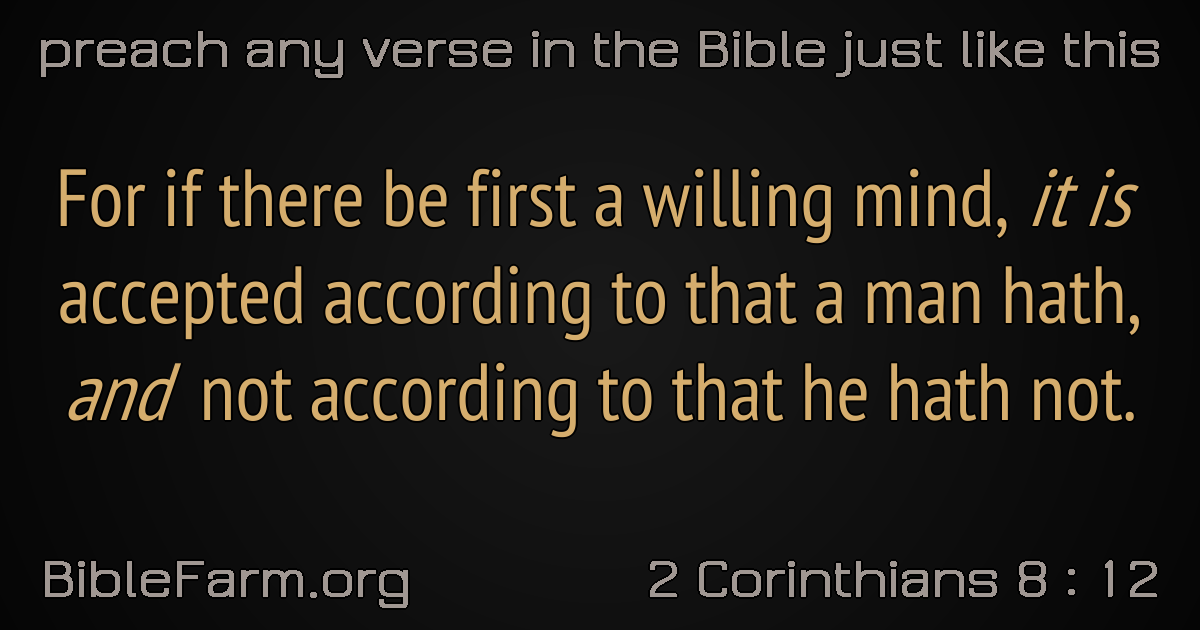 preach any verse in the Bible just like this
For if there be first a willing mind, it is
accepted according to that a man hath,
and not according to that he hath not.
BibleFarm.org
2 Corinthians 8 : 12